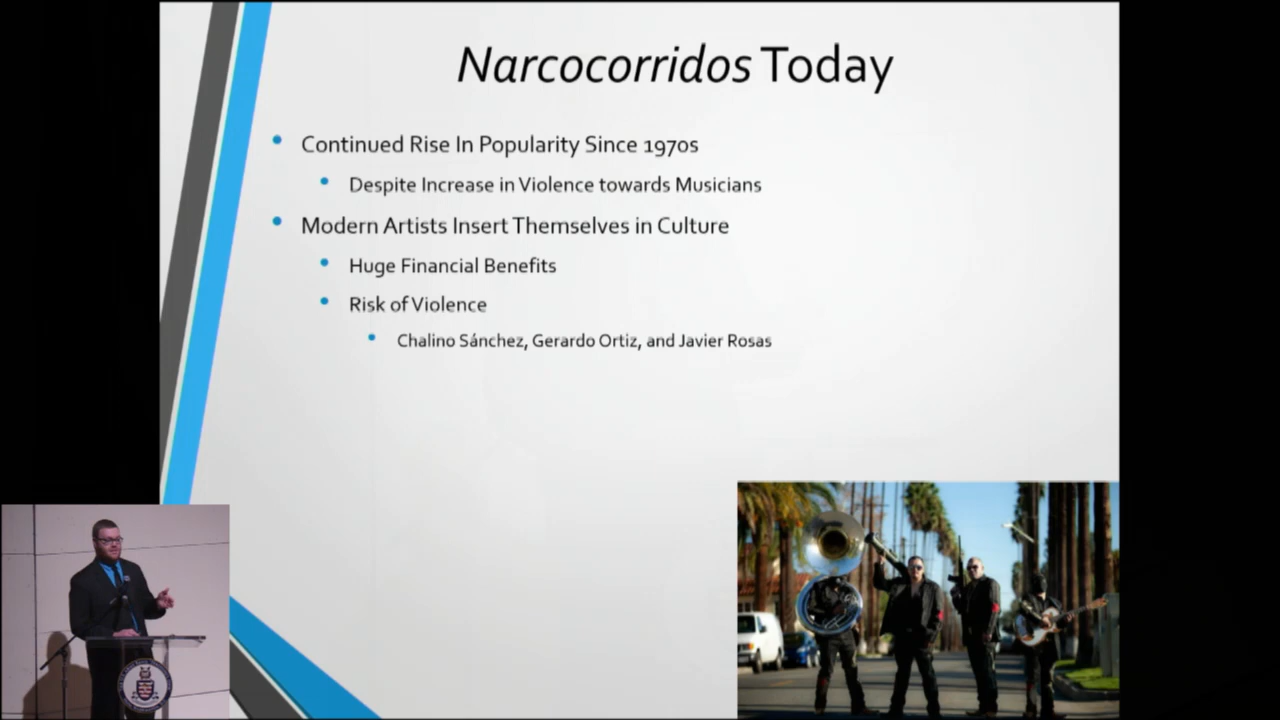 Narcocorridos Today
Continued Rise In Popularity Since 1970s
Despite Increase in Violence towards Musicians
Modern Artists Insert Themselves in Culture
Huge Financial Benefits
Risk of Violence
Chalino Sánchez, Gerardo Ortiz, and Javier Rosas